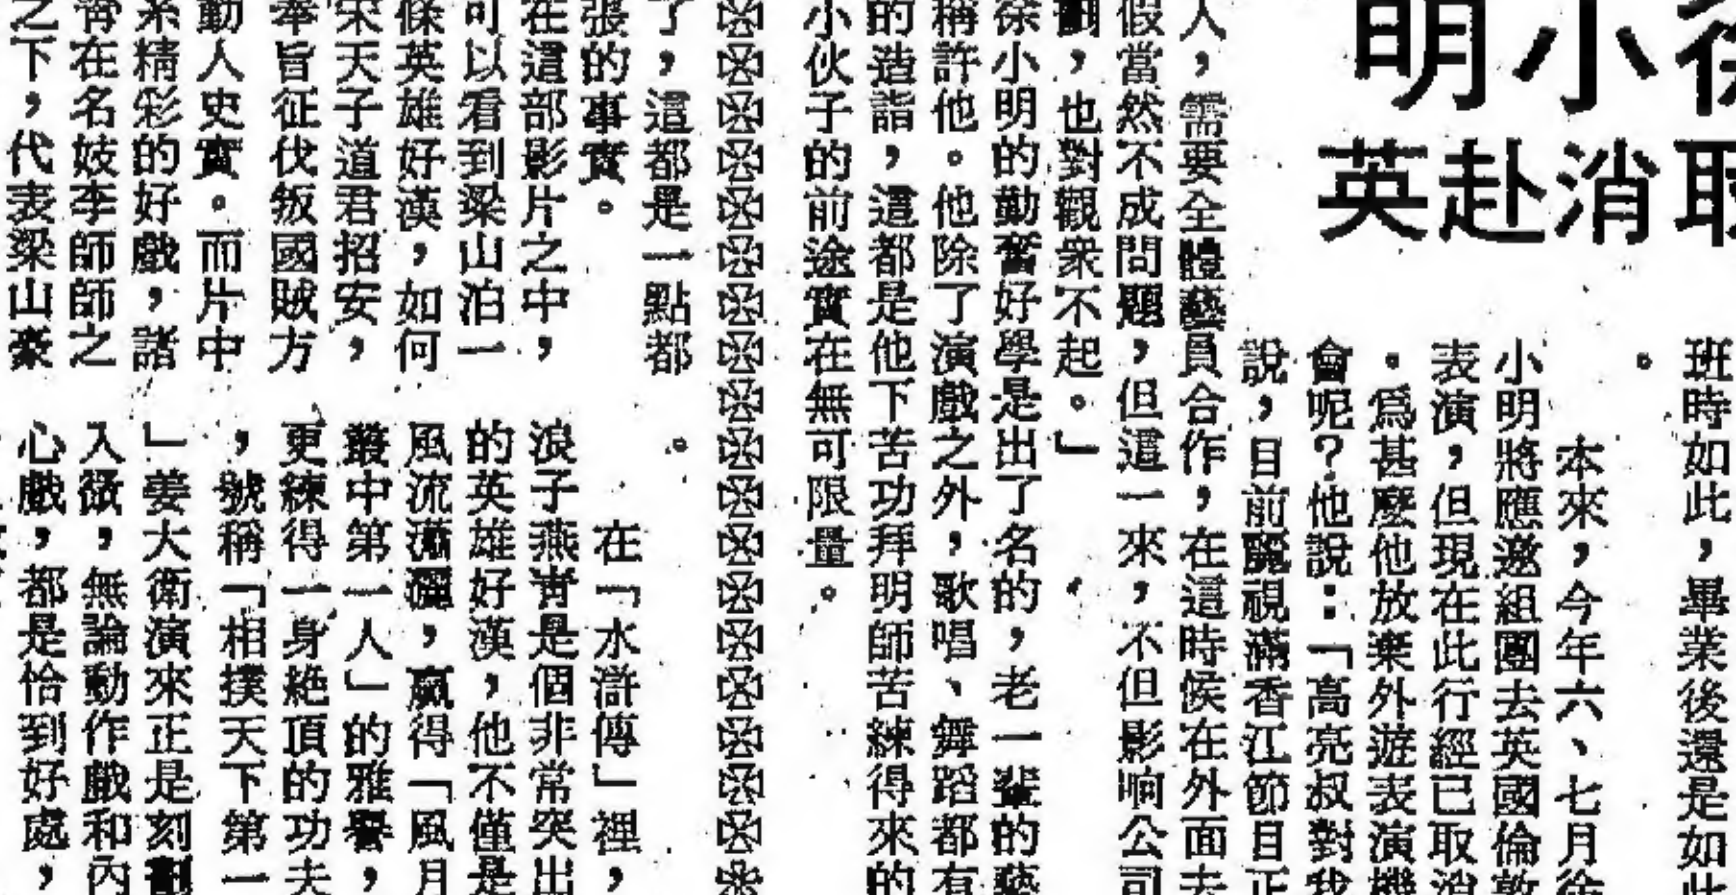 徐小明
取消赴英
班時如此，畢業後還是如此
。
本來，今年六、七月徐
小明將應邀組團去英國倫敦
表演，但現在此行經已取消
。爲甚麼他放棄外遊表演機
會呢？他說：「高亮叔對我
說，目前麗視滿香江節目正
人，需要全體藝員合作，在這時候在外面去
假當然不成問題，但這一來，不但影响公司
劃，也對觀衆不起。」
徐小明的勤奮好學是出了名的，老一輩的藝
稱許他。他除了演戲之外，歌唱、舞蹈都有
的造詣，這都是他下苦功拜明師苦練得來的
小伙子的前途實在無可限量。
了，這都是一點都
張的事實。
在這部影片之中，
可以看到梁山泊一
條英雄好漢，如何
宋天子道君招安，
奉旨征伐叛國賊方
動人史實。而片中
精彩的好戲，諸
在名妓李師師之
之下，代表梁山豪
。
在「水滸傳」裡，
浪子燕青是個非常突出
的英雄好漢，他不僅是
風流瀟灑，贏得「風月
叢中第一人」的雅譽，
更練得一身絶頂的功夫
，號稱「相撲天下第一
」姜大衛演來正是刻劃
入微，無論動作戲和內
心戲，都是恰到好處，